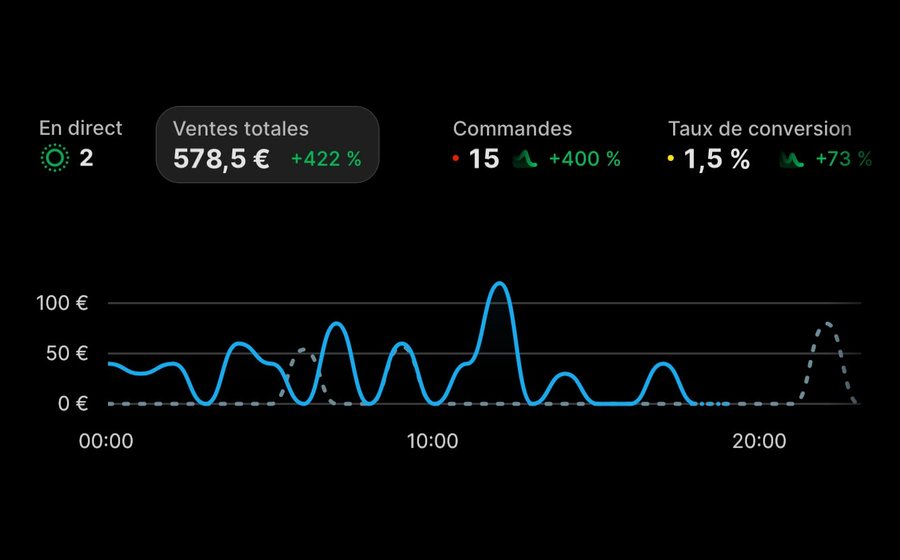 En direct
2
Ventes totales
578,5 € +422 %
Commandes
15 +400 %
Taux de conversion
1,5 % +73 %
100 €
50 €
0 €
00:00 10:00 20:00